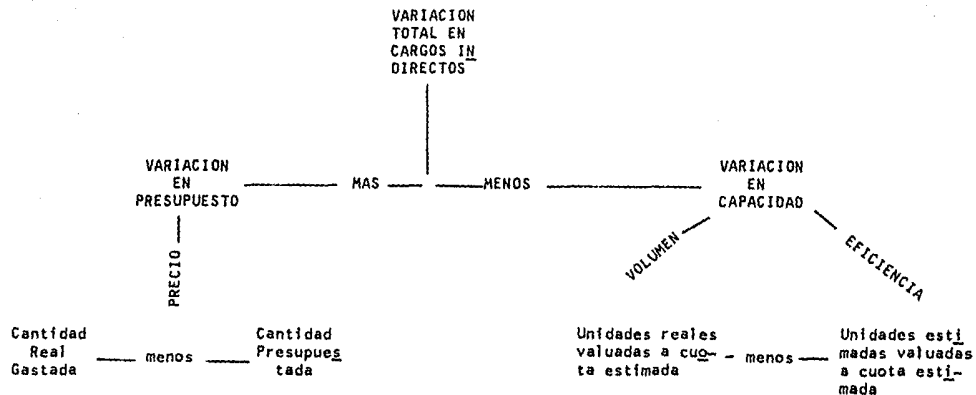 VARIACION
TOTAL EN
CARGOS IN
DIRECTOS
VARIACION
EN
PRESUPUESTO
MAS
MENOS
VARIACION
EN
CAPACIDAD
PRECIO
VOLUMEN
EFICIENCIA
Cantidad
Real
Gastada
menos
Cantidad
Presupues
tada
Unidades reales
valuadas a cuo-
ta estimada
menos
Unidades esti
madas valuadas
a cuota esti-
mada